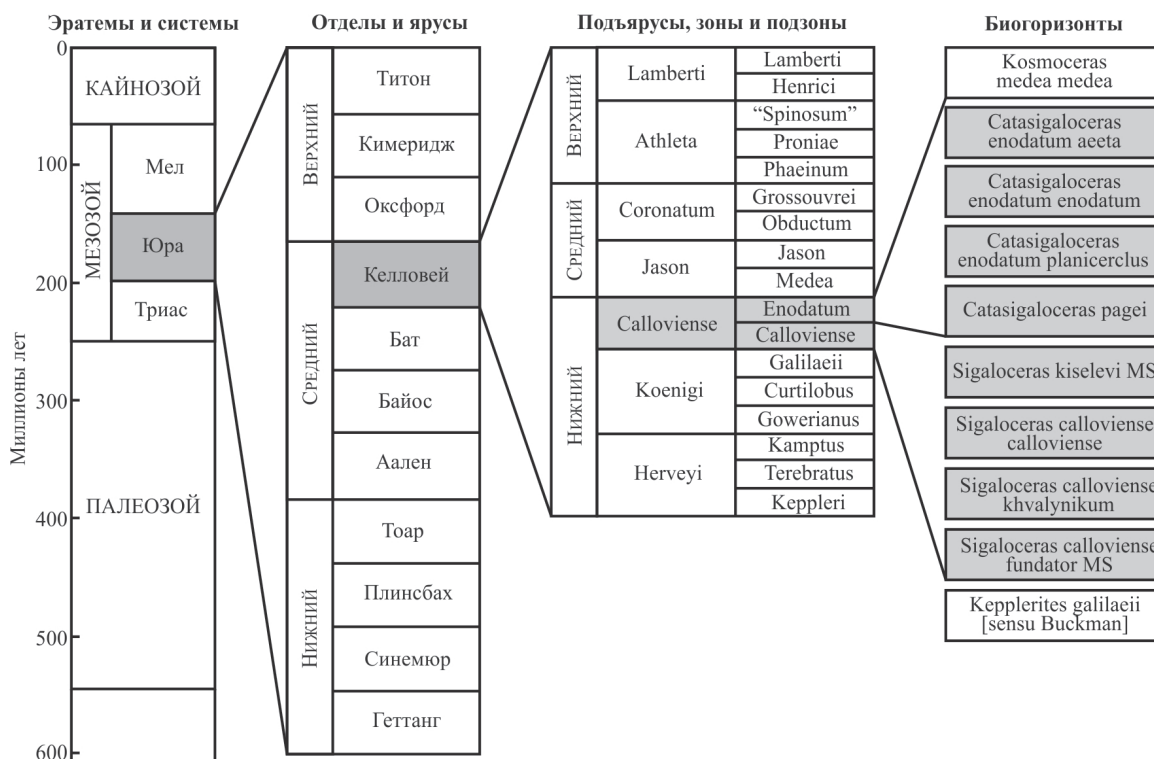 Эратемы и системы
Отделы и ярусы
Подъярусы, зоны и подзоны
Биогоризонты
Миллионы лет
0
100
200
300
400
500
600
КАЙНОЗОЙ
МЕЗОЗОЙ
Мел
Юра
Триас
ПАЛЕОЗОЙ
ВЕРХНИЙ
Титон
Кимеридж
Оксфорд
СРЕДНИЙ
Келловей
Бат
Байос
Аален
НИЖНИЙ
Тоар
Плинсбах
Синемюр
Геттанг
ВЕРХНИЙ
Lamberti
Lamberti
Henrici
Athleta
“Spinosum”
Proniae
Phaeinum
СРЕДНИЙ
Coronatum
Grossouvrei
Obductum
Jason
Jason
Medea
НИЖНИЙ
Calloviense
Enodatum
Calloviense
Koenigi
Galilaeii
Curtilobus
Gowerianus
Herveyi
Kamptus
Terebratus
Keppleri
Kosmoceras
medea medea
Catasigaloceras
enodatum aeeta
Catasigaloceras
enodatum enodatum
Catasigaloceras
enodatum planicerclus
Catasigaloceras pagei
Sigaloceras kiselevi MS
Sigaloceras calloviense
calloviense
Sigaloceras calloviense
khvalynikum
Sigaloceras calloviense
fundator MS
Kepplerites galilaeii
[sensu Buckman]